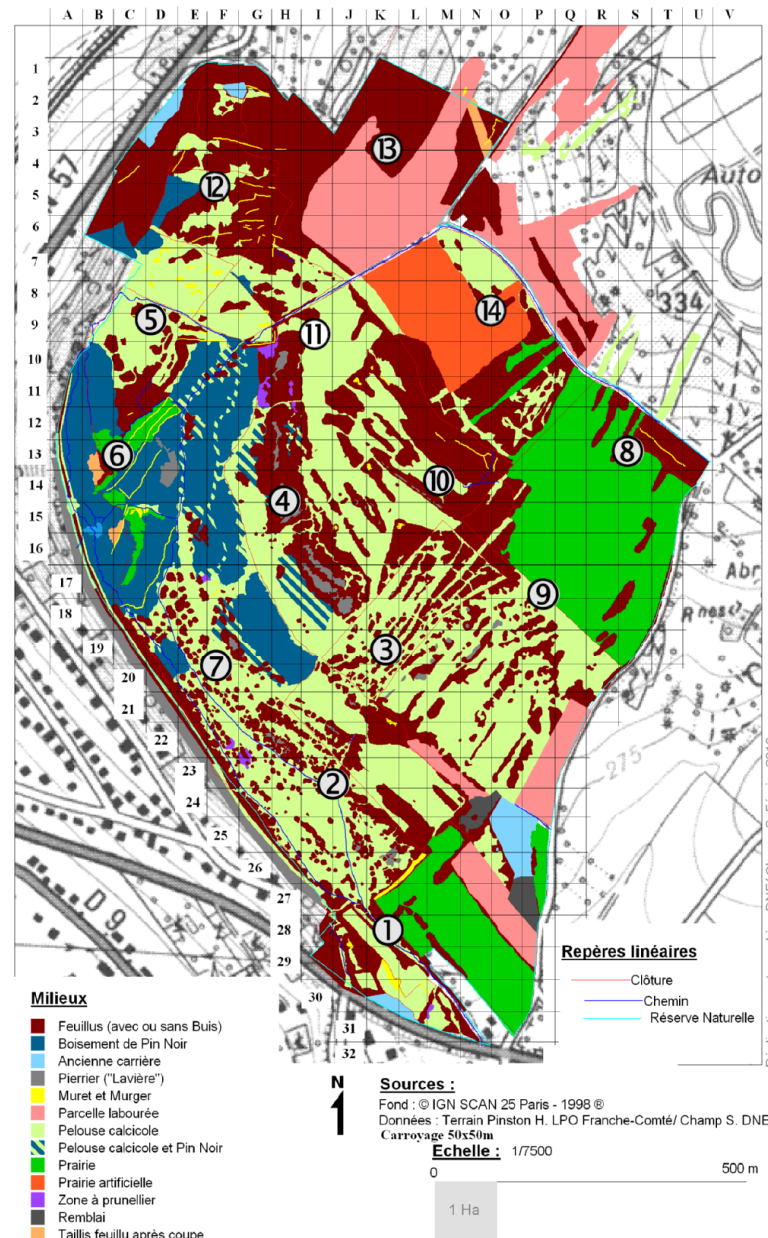 A B C D E F G H I J K L M N O P Q R S T U V
1
2
3
4
5
6
7
8
9
10
11
12
13
14
15
16
17
18
19
20
21
22
23
24
25
26
27
28
29
30
31
32
N 57
Auto
334
275
Abr
D 9
13
12
14
5
11
8
6
10
4
9
3
7
2
1
Repères linéaires
Clôture
Chemin
Réserve Naturelle
Milieux
Feuillus (avec ou sans Buis)
Boisement de Pin Noir
Ancienne carrière
Pierrier ("Lavière")
Muret et Murger
Parcelle labourée
Pelouse calcicole
Pelouse calcicole et Pin Noir
Prairie
Prairie artificielle
Zone à prunellier
Remblai
Taillis feuillu après coupe
N
Sources :
Fond : © IGN SCAN 25 Paris - 1998 ®
Données : Terrain Pinston H. LPO Franche-Comté/ Champ S. DNE
Carroyage 50x50m
Echelle : 1/7500
0 500 m
1 Ha